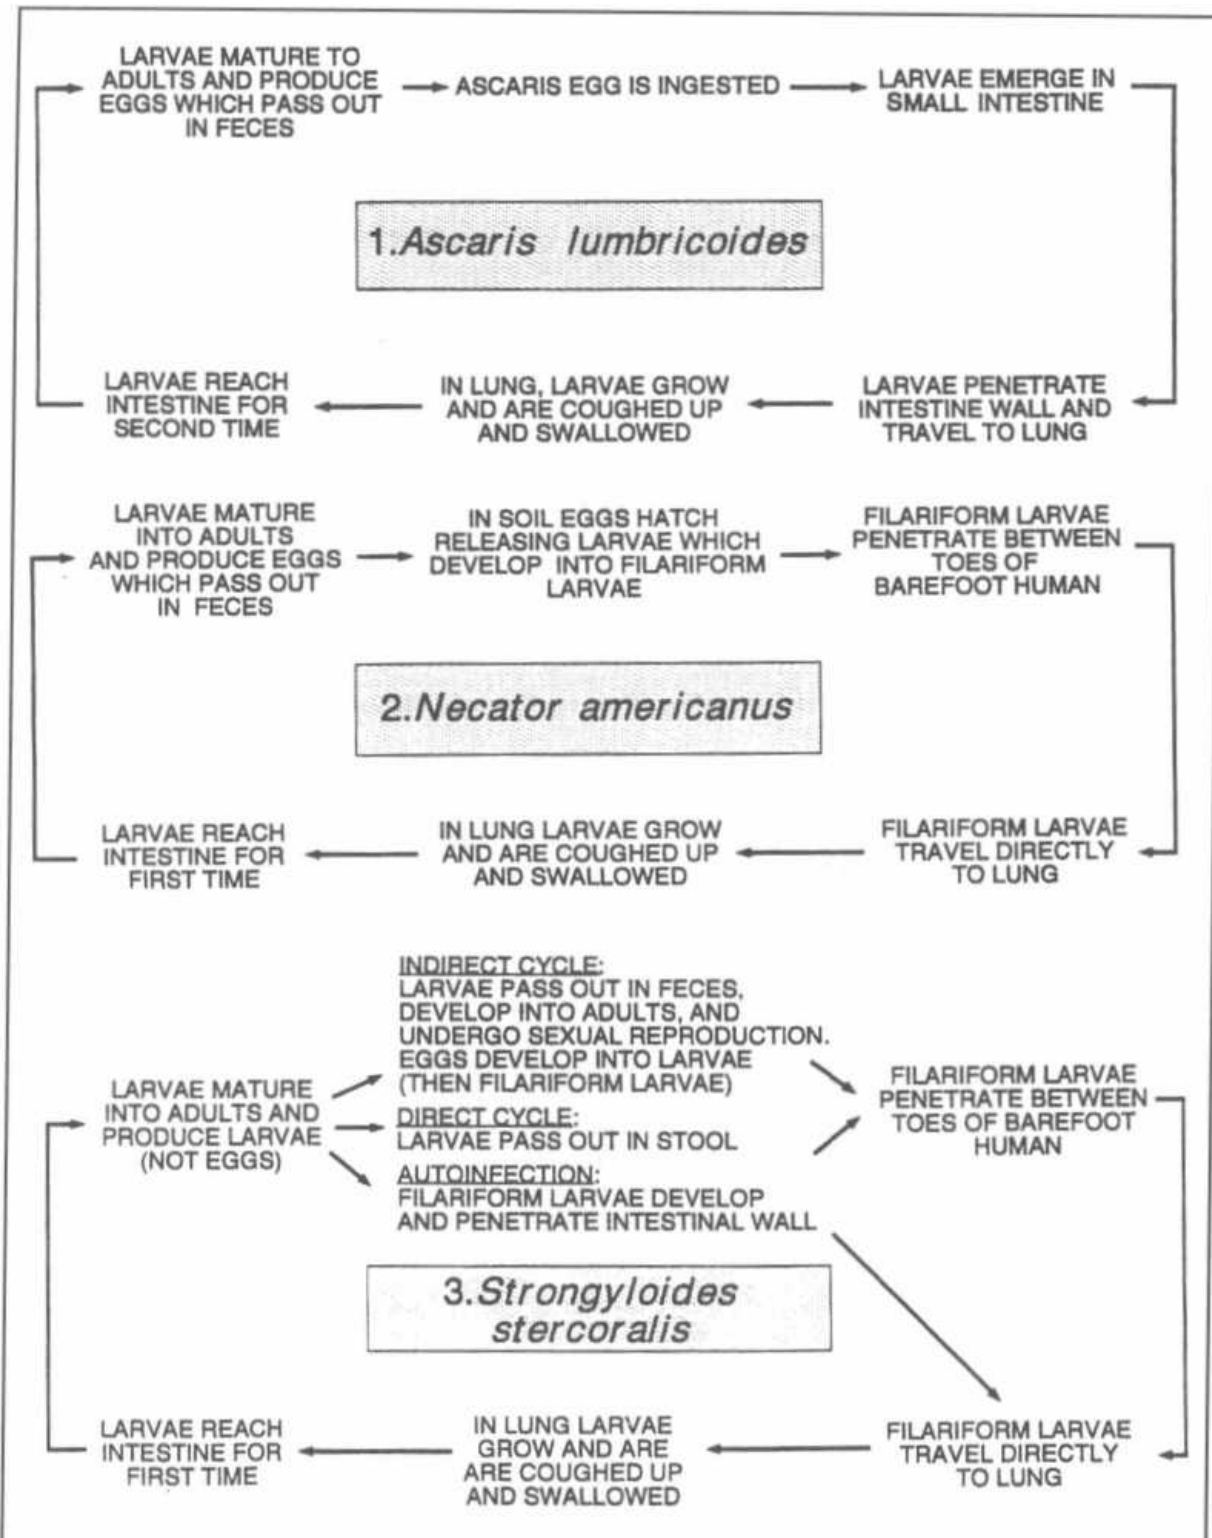 LARVAE MATURE TO
ADULTS AND PRODUCE
EGGS WHICH PASS OUT
IN FECES
ASCARIS EGG IS INGESTED
LARVAE EMERGE IN
SMALL INTESTINE
1.Ascaris lumbricoides
LARVAE REACH
INTESTINE FOR
SECOND TIME
IN LUNG, LARVAE GROW
AND ARE COUGHED UP
AND SWALLOWED
LARVAE PENETRATE
INTESTINE WALL AND
TRAVEL TO LUNG
LARVAE MATURE
INTO ADULTS
AND PRODUCE EGGS
WHICH PASS OUT
IN FECES
IN SOIL EGGS HATCH
RELEASING LARVAE WHICH
DEVELOP INTO FILARIFORM
LARVAE
FILARIFORM LARVAE
PENETRATE BETWEEN
TOES OF
BAREFOOT HUMAN
2.Necator americanus
LARVAE REACH
INTESTINE FOR
FIRST TIME
IN LUNG LARVAE GROW
AND ARE COUGHED UP
AND SWALLOWED
FILARIFORM LARVAE
TRAVEL DIRECTLY
TO LUNG
LARVAE MATURE
INTO ADULTS AND
PRODUCE LARVAE
(NOT EGGS)
INDIRECT CYCLE:
LARVAE PASS OUT IN FECES,
DEVELOP INTO ADULTS, AND
UNDERGO SEXUAL REPRODUCTION.
EGGS DEVELOP INTO LARVAE
(THEN FILARIFORM LARVAE)
DIRECT CYCLE:
LARVAE PASS OUT IN STOOL
AUTOINFECTION:
FILARIFORM LARVAE DEVELOP
AND PENETRATE INTESTINAL WALL
FILARIFORM LARVAE
PENETRATE BETWEEN
TOES OF BAREFOOT
HUMAN
3.Strongyloides
stercoralis
LARVAE REACH
INTESTINE FOR
FIRST TIME
IN LUNG LARVAE
GROW AND ARE
ARE COUGHED UP
AND SWALLOWED
FILARIFORM LARVAE
TRAVEL DIRECTLY
TO LUNG